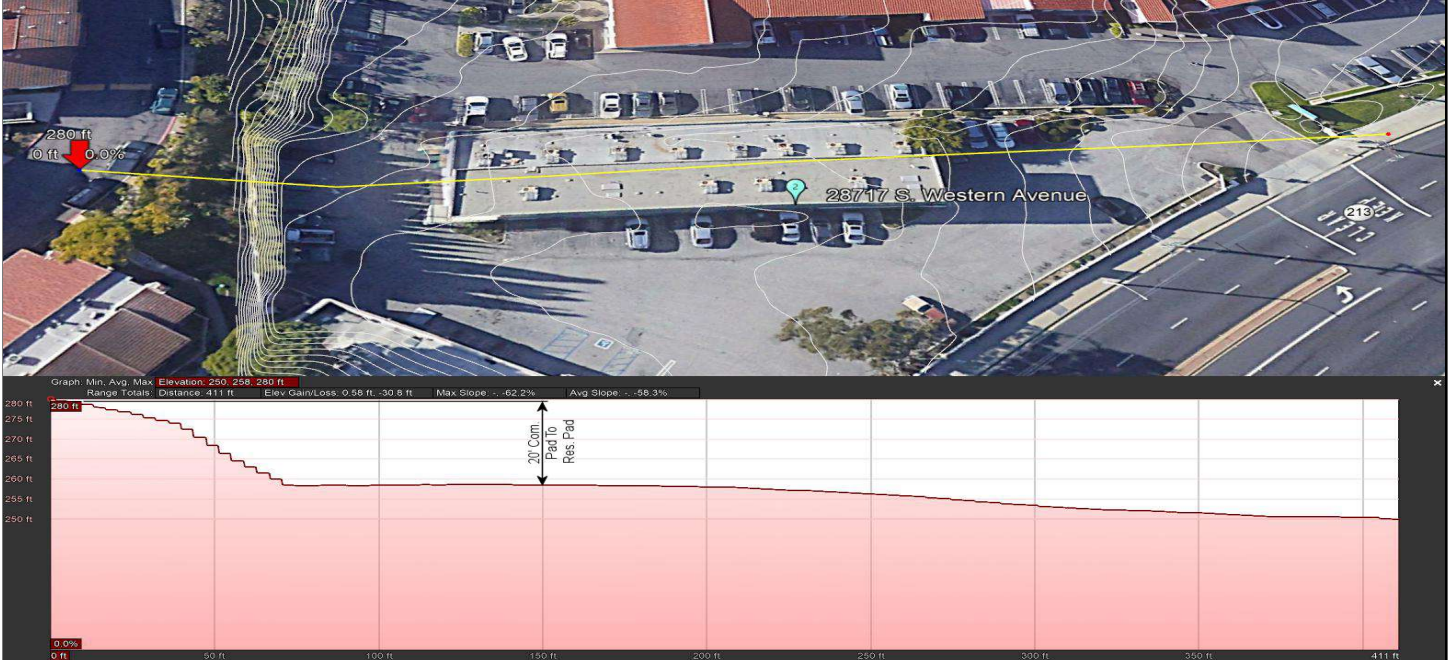 280 ft
0 ft 0.0%
2
28717 S. Western Avenue
213
Graph: Min, Avg, Max Elevation: 250, 258, 280 ft
Range Totals: Distance: 411 ft Elev Gain/Loss: 0.58 ft, -30.8 ft Max Slope: -, -62.2% Avg Slope: -, -58.3%
280 ft
275 ft
270 ft
265 ft
260 ft
255 ft
250 ft
280 ft
20' Com.
Pad To
Res. Pad
0.0%
0 ft 50 ft 100 ft 150 ft 200 ft 250 ft 300 ft 350 ft 411 ft